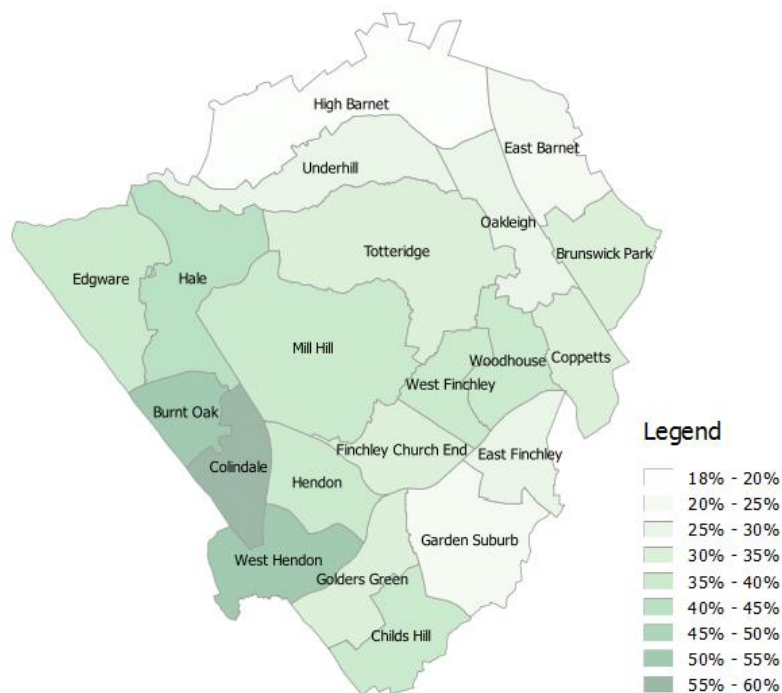 High Barnet
East Barnet
Underhill
Oakleigh
Totteridge
Brunswick Park
Edgware
Hale
Mill Hill
Woodhouse
Coppetts
West Finchley
Burnt Oak
Finchley Church End
East Finchley
Colindale
Hendon
Garden Suburb
West Hendon
Golders Green
Childs Hill
Legend
18% - 20%
20% - 25%
25% - 30%
30% - 35%
35% - 40%
40% - 45%
45% - 50%
50% - 55%
55% - 60%